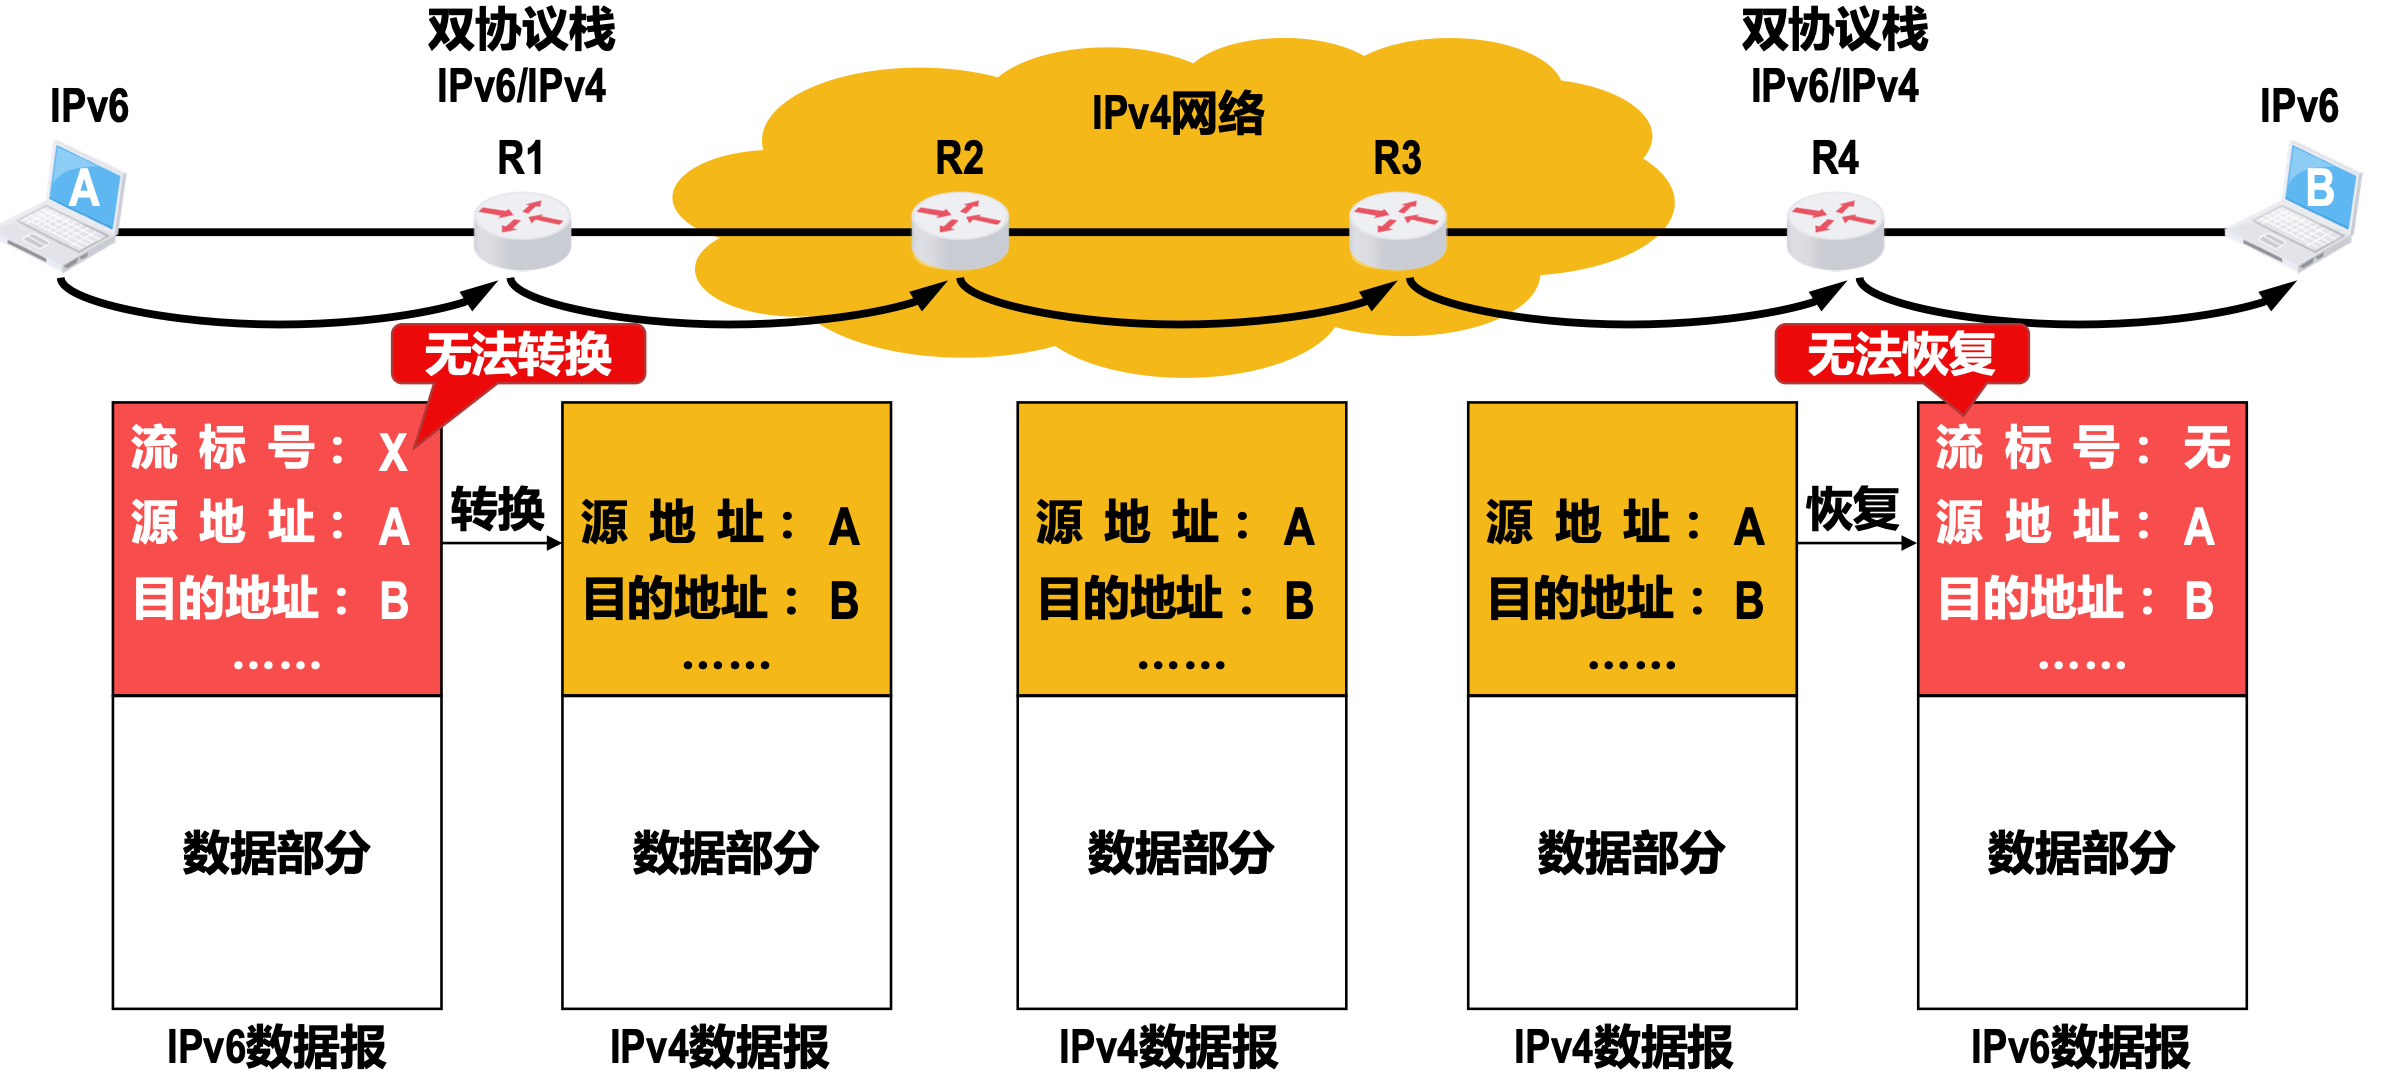 双协议栈
IPv6/IPv4
双协议栈
IPv6/IPv4
IPv6
IPv4网络
IPv6
R1
R2
R3
R4
A
B
无法转换
无法恢复
流标号：X
源地址：A
目的地址：B
……
数据部分
IPv6数据报
转换
源地址：A
目的地址：B
……
数据部分
IPv4数据报
源地址：A
目的地址：B
……
数据部分
IPv4数据报
源地址：A
目的地址：B
……
数据部分
IPv4数据报
恢复
流标号：无
源地址：A
目的地址：B
……
数据部分
IPv6数据报